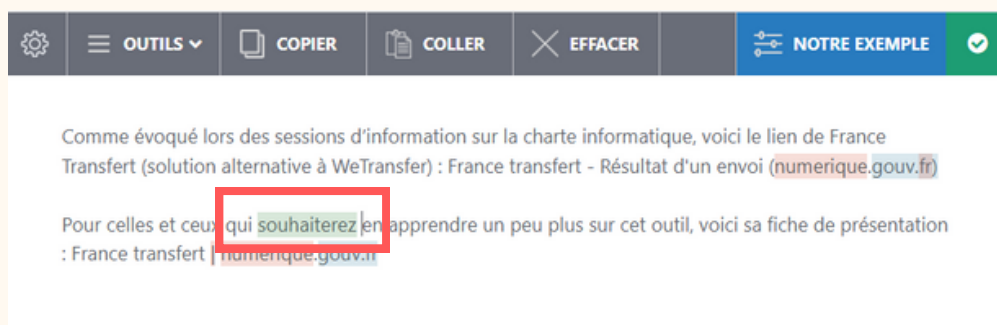 OUTILS COPIER COLLER EFFACER NOTRE EXEMPLE
Comme évoqué lors des sessions d'information sur la charte informatique, voici le lien de France
Transfert (solution alternative à WeTransfer) : France transfert - Résultat d'un envoi (numerique.gouv.fr)
Pour celles et ceux qui souhaiterez en apprendre un peu plus sur cet outil, voici sa fiche de présentation
: France transfert | numerique.gouv.fr